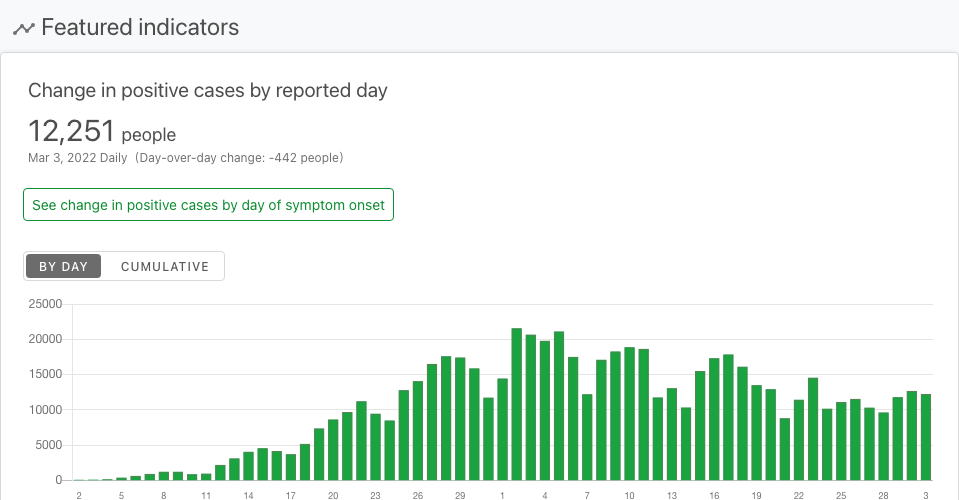 Featured indicators
Change in positive cases by reported day
12,251 people
Mar 3, 2022 Daily (Day-over-day change: -442 people)
See change in positive cases by day of symptom onset
BY DAY CUMULATIVE
25000
20000
15000
10000
5000
0
2 5 8 11 14 17 20 23 26 29 1 4 7 10 13 16 19 22 25 28 3